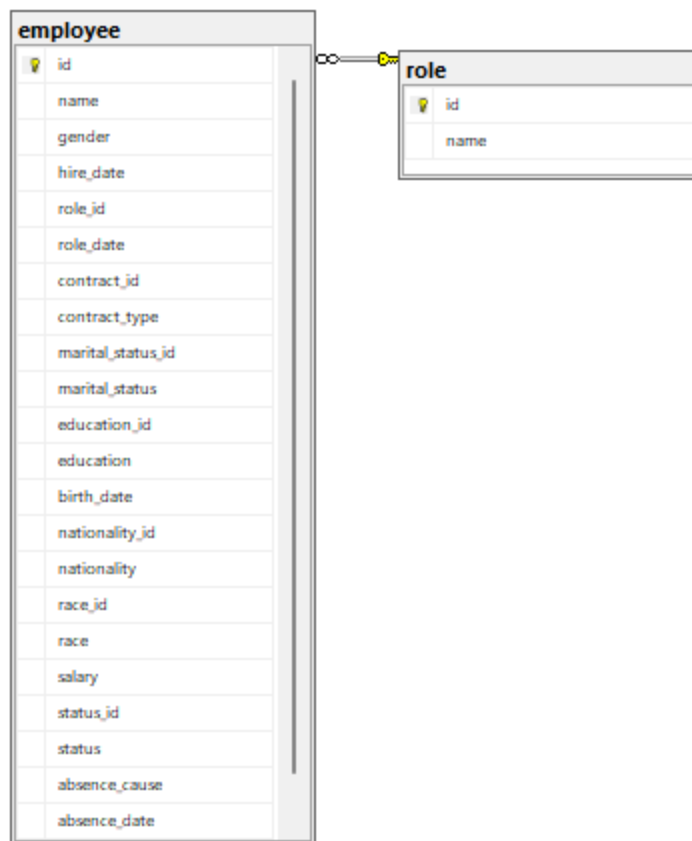 employee
id
name
gender
hire_date
role_id
role_date
contract_id
contract_type
marital_status_id
marital_status
education_id
education
birth_date
nationality_id
nationality
race_id
race
salary
status_id
status
absence_cause
absence_date
role
id
name